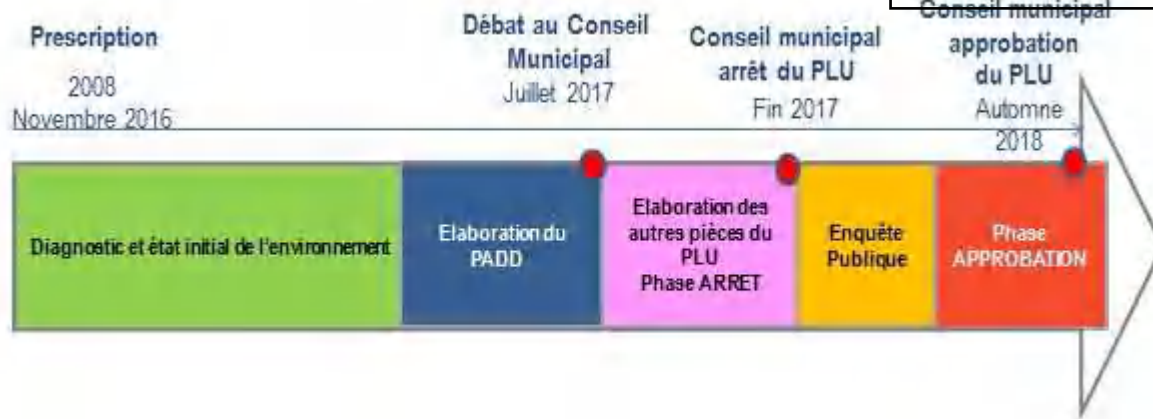 Prescription
2008
Novembre 2016
Débat au Conseil
Municipal
Juillet 2017
Conseil municipal
arrêt du PLU
Fin 2017
Conseil municipal
approbation
du PLU
Automne
2018
Diagnostic et état initial de l'environnement
Elaboration du
PADD
Elaboration des
autres pièces du
PLU
Phase ARRET
Enquête
Publique
Phase
APPROBATION